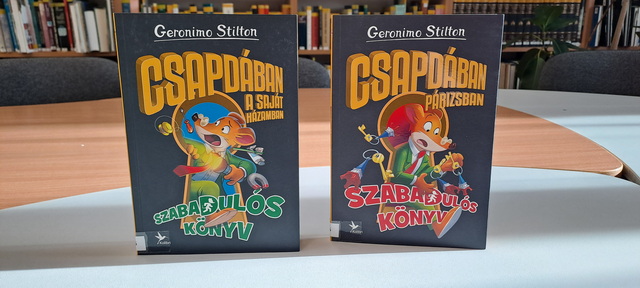 Geronimo Stilton
CSAPDÁBAN
A SAJÁT
HÁZAMBAN
SZABADULÓS
KÖNYV
Geronimo Stilton
CSAPDÁBAN
PÁRIZSBAN
SZABADULÓS
KÖNYV